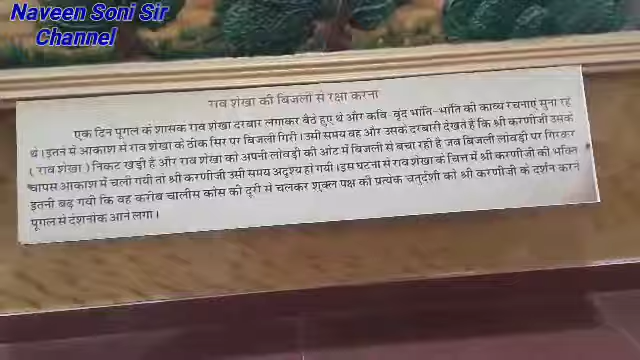 Naveen Soni Sir
Channel
राव शेखा की बिजली से रक्षा करना
एक दिन पूगल के शासक राव शेखा दरबार लगाकर बैठे हुए थे और कवि-वृंद भांति-भांति की काव्य रचनाएं सुना रहे
थे। इतने में आकाश से राव शेखा के ठीक सिर पर बिजली गिरी। उसी समय वह और उसके दरबारी देखते हैं कि श्री करणीजी उसके
( राव शेखा ) निकट खड़ी है और राव शेखा को अपनी लोवड़ी की ओट में बिजली से बचा रही है जब बिजली लोवड़ी पर गिरकर
वापस आकाश में चली गयी तो श्री करणीजी उसी समय अदृश्य हो गयी। इस घटना से राव शेखा के चित्त में श्री करणीजी की भक्ति
इतनी बढ़ गयी कि वह करीब चालीस कोस की दूरी से चलकर शुक्ल पक्ष की प्रत्येक चतुर्दशी को श्री करणीजी के दर्शन करने
पूगल से देशनोक आने लगा।